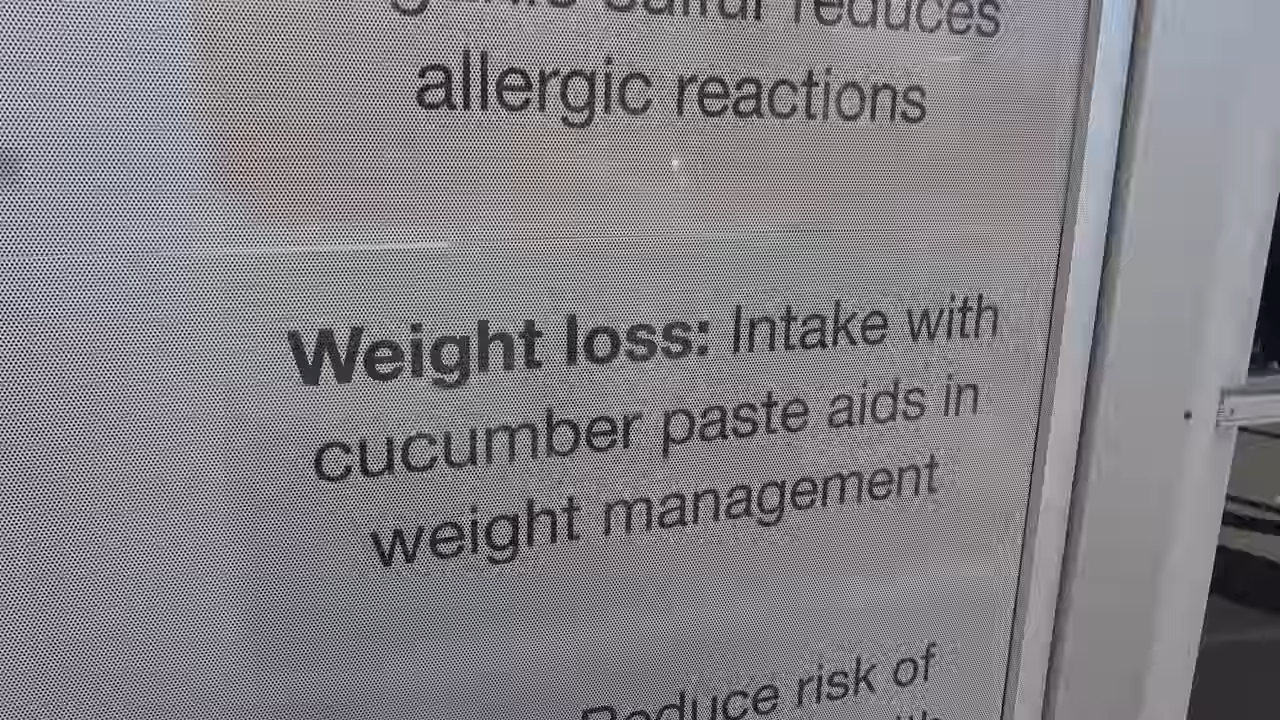 reduces
allergic reactions
Weight loss: Intake with
cucumber paste aids in
weight management
Reduce risk of